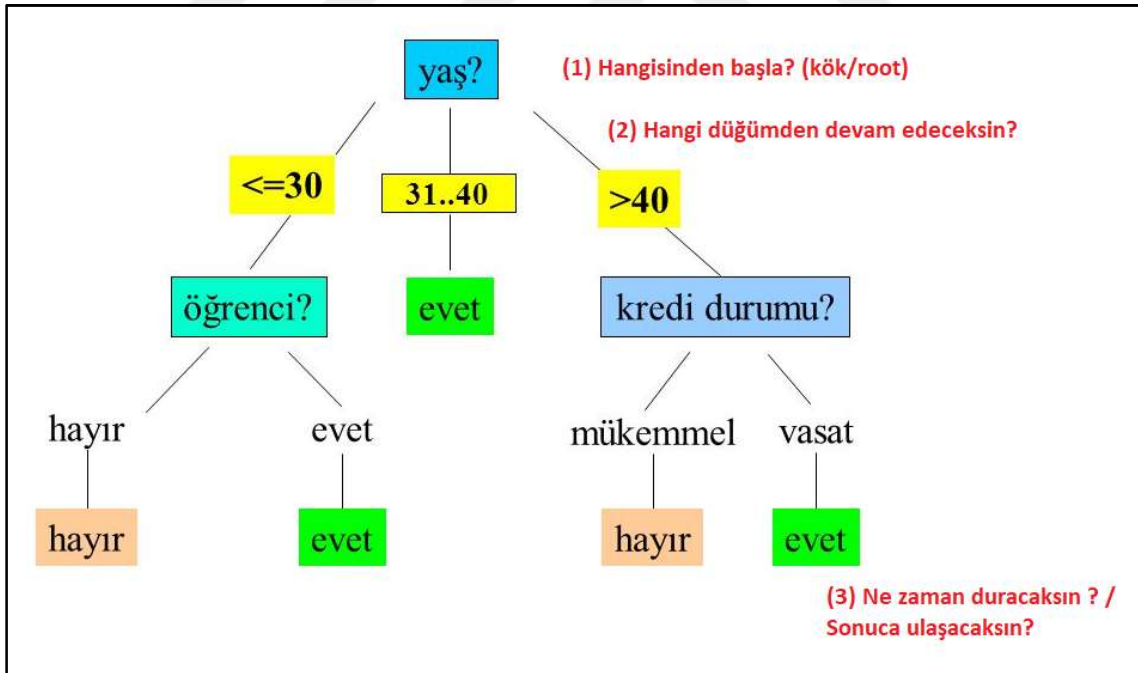 yaş?
(1) Hangisinden başla? (kök/root)
(2) Hangi düğümden devam edeceksin?
<=30
31..40
>40
öğrenci?
evet
kredi durumu?
hayır
evet
mükemmel
vasat
hayır
evet
hayır
evet
(3) Ne zaman duracaksın ? /
Sonuca ulaşacaksın?